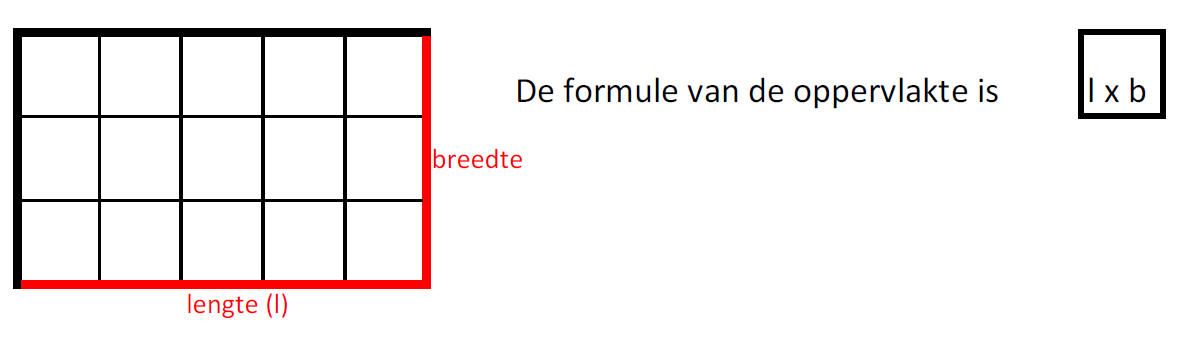 De formule van de oppervlakte is
l x b
breedte
lengte (l)